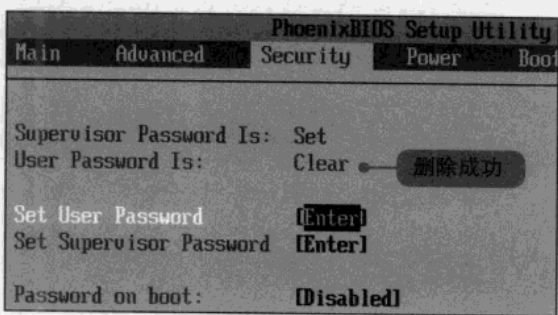 PhoenixBIOS Setup Utility
Main Advanced Security Power Boot
Supervisor Password Is: Set
User Password Is: Clear 删除成功
Set User Password [Enter]
Set Supervisor Password [Enter]
Password on boot: [Disabled]